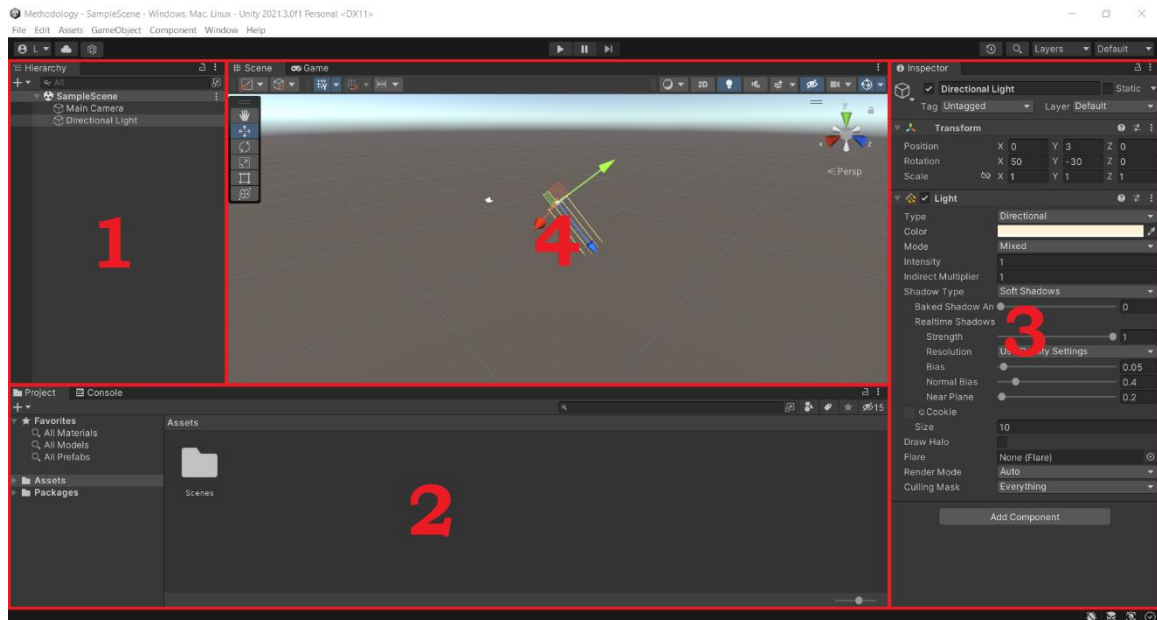 Methodology - SampleScene - Windows, Mac, Linux - Unity 2021.3.0f1 Personal <DX11>
File Edit Assets GameObject Component Window Help
L
Layers
Default
Hierarchy
All
SampleScene
Main Camera
Directional Light
1
Scene
Game
2D
y
x
z
Persp
4
Project
Console
15
Favorites
All Materials
All Models
All Prefabs
Assets
Packages
Assets
Scenes
2
Inspector
Directional Light
Static
Tag Untagged
Layer Default
Transform
Position X 0 Y 3 Z 0
Rotation X 50 Y -30 Z 0
Scale X 1 Y 1 Z 1
Light
Type Directional
Color
Mode Mixed
Intensity 1
Indirect Multiplier 1
Shadow Type Soft Shadows
Baked Shadow An 0
Realtime Shadows
3
Strength 1
Resolution
Settings
Bias 0.05
Normal Bias 0.4
Near Plane 0.2
Cookie
Size 10
Draw Halo
Flare None (Flare)
Render Mode Auto
Culling Mask Everything
Add Component